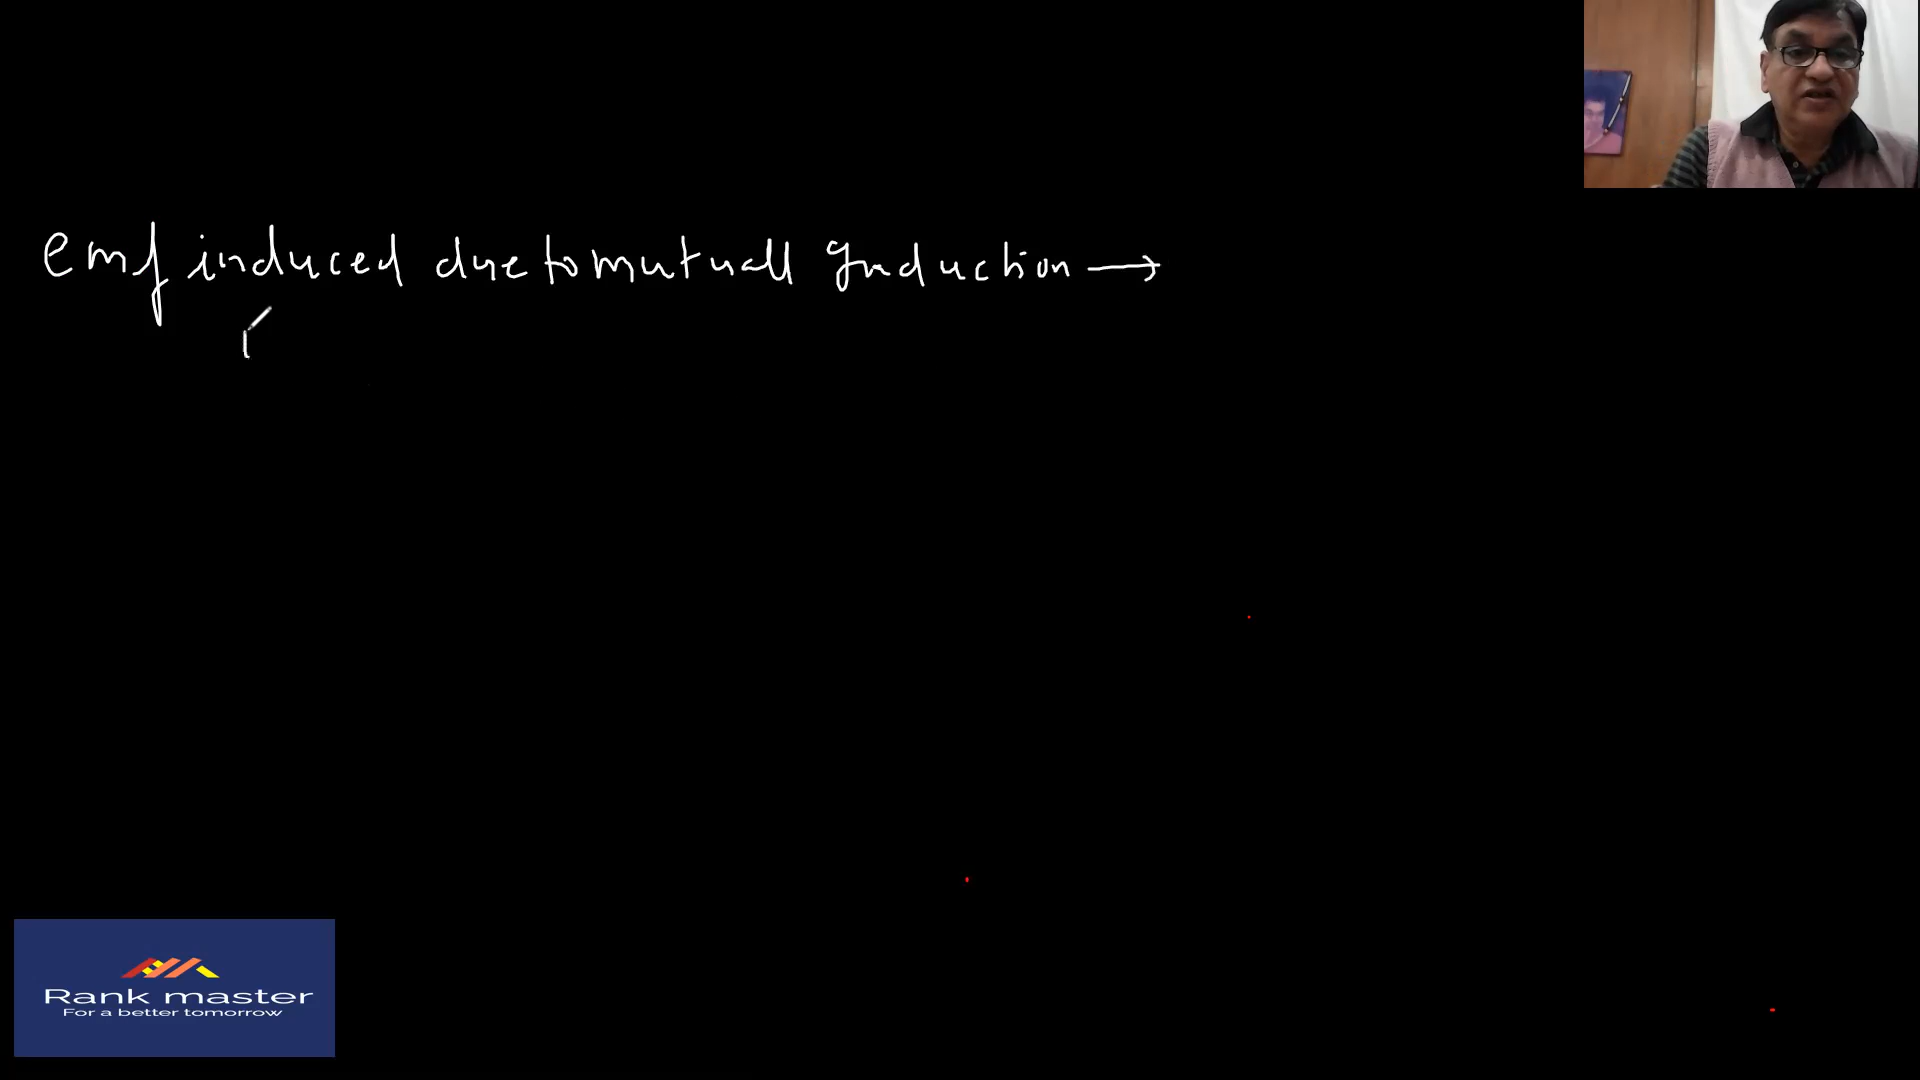 emf induced due to mutuall Induction →
Rank master
For a better tomorrow